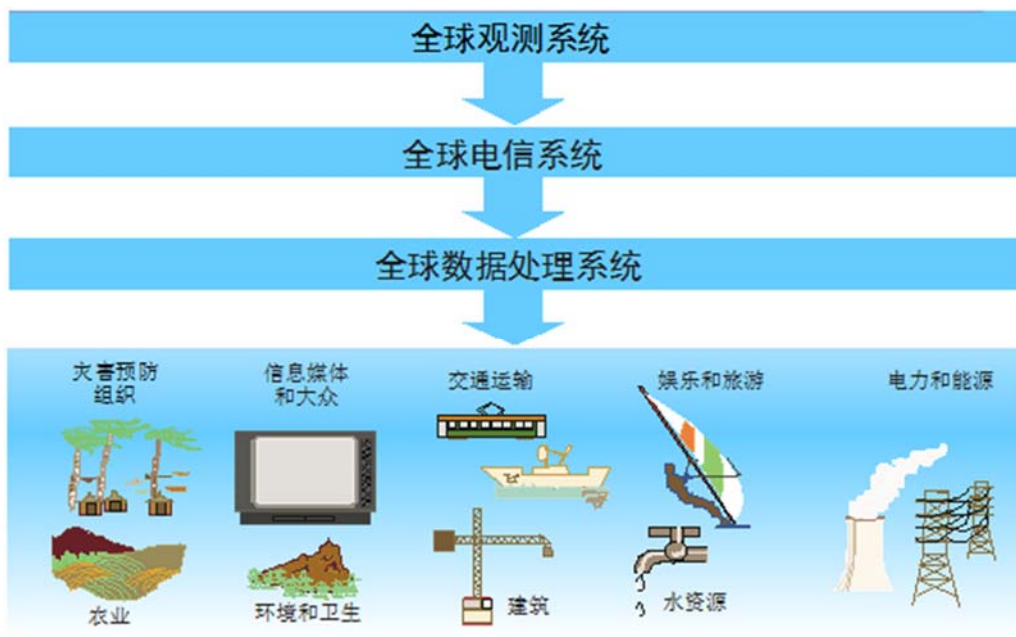 全球观测系统
全球电信系统
全球数据处理系统
灾害预防
组织
信息媒体
和大众
交通运输
娱乐和旅游
电力和能源
农业
环境和卫生
建筑
水资源